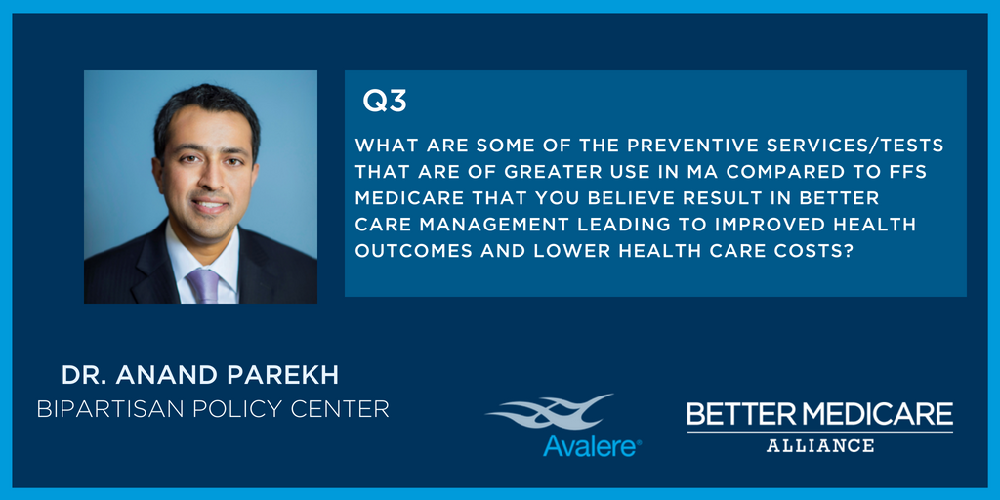 Q3
WHAT ARE SOME OF THE PREVENTIVE SERVICES/TESTS
THAT ARE OF GREATER USE IN MA COMPARED TO FFS
MEDICARE THAT YOU BELIEVE RESULT IN BETTER
CARE MANAGEMENT LEADING TO IMPROVED HEALTH
OUTCOMES AND LOWER HEALTH CARE COSTS?
DR. ANAND PAREKH
BIPARTISAN POLICY CENTER
Avalere®
BETTER MEDICARE
ALLIANCE